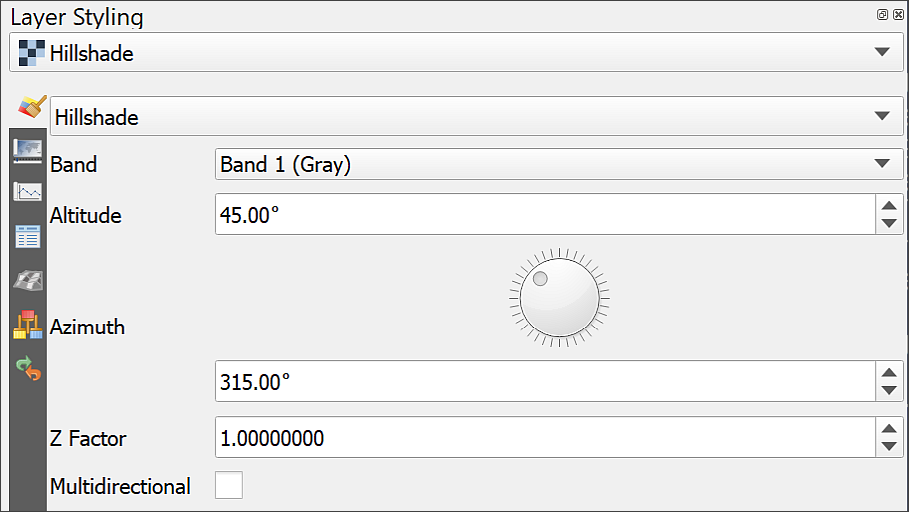 Layer Styling
Hillshade
Hillshade
Band Band 1 (Gray)
Altitude 45.00°
Azimuth
315.00°
Z Factor 1.00000000
Multidirectional